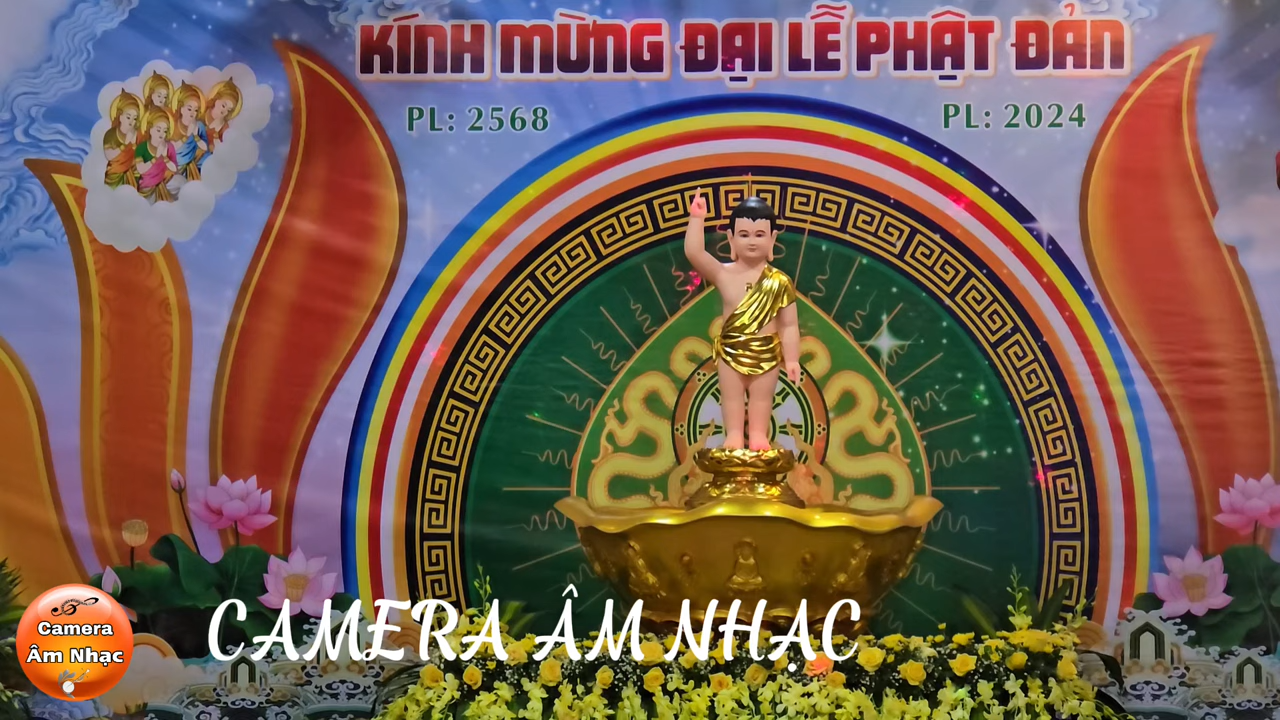 KÍNH MỪNG ĐẠI LỄ PHẬT ĐẢN
PL: 2568
PL: 2024
CAMERA ÂM NHẠC
Camera
Âm Nhạc